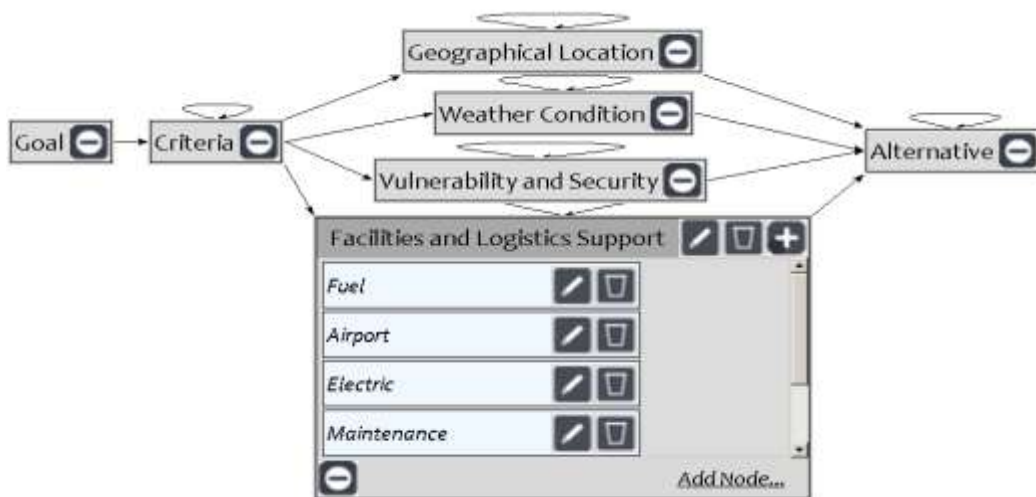 Geographical Location
Weather Condition
Goal
Criteria
Alternative
Vulnerability and Security
Facilities and Logistics Support
Fuel
Airport
Electric
Maintenance
Add Node...